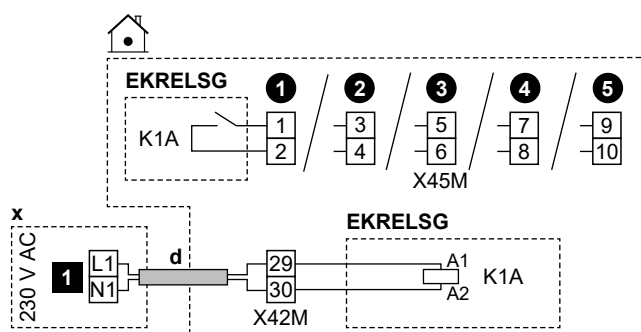 EKRELSG 1 2 3 4 5
K1A 1 3 5 7 9
2 4 6 8 10
X45M
x EKRELSG
230 V AC 1 L1 d 29 A1 K1A
N1 30 A2
X42M